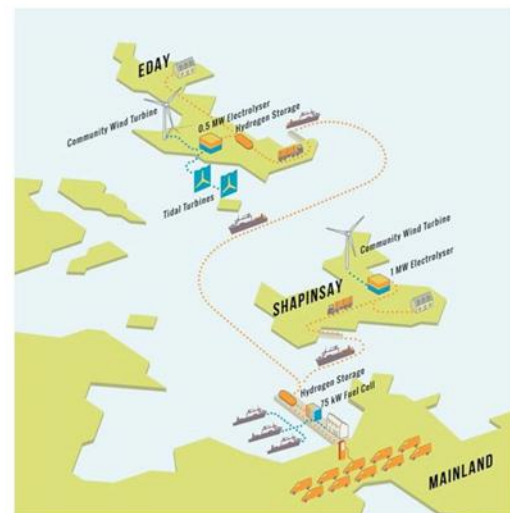 EDAY
Community Wind Turbine
0.5 MW Electrolyser
Hydrogen Storage
Tidal Turbines
Community Wind Turbine
1 MW Electrolyser
SHAPINSAY
Hydrogen Storage
75 kW Fuel Cell
MAINLAND